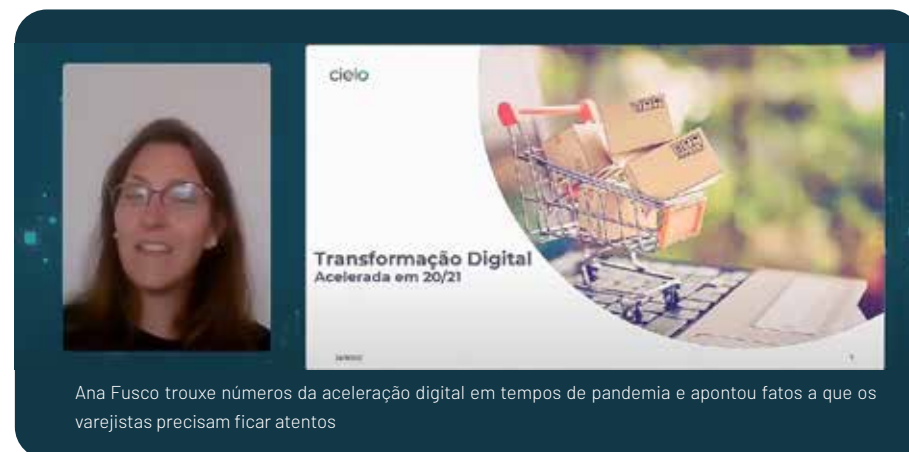 cielo
Transformação Digital
Acelerada em 20/21
Ana Fusco trouxe números da aceleração digital em tempos de pandemia e apontou fatos a que os
varejistas precisam ficar atentos